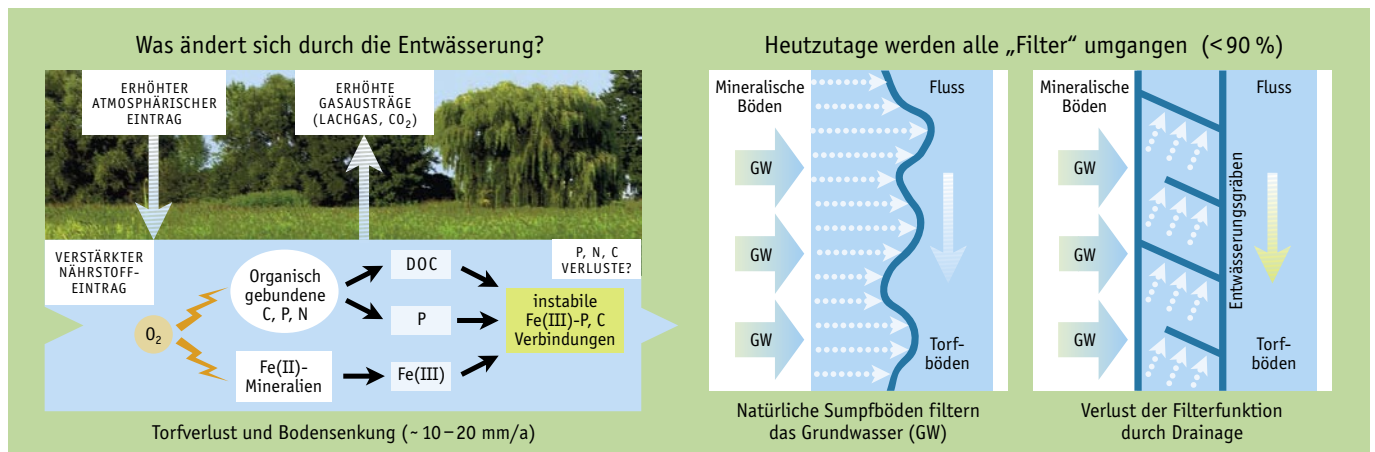 Was ändert sich durch die Entwässerung?
ERHÖHTER
ATMOSPHÄRISCHER
EINTRAG
ERHÖHTE
GASAUSTRÄGE
(LACHGAS, CO₂)
VERSTÄRKTER
NÄHRSTOFF-
EINTRAG
P, N, C
VERLUSTE?
O₂
Organisch
gebundene
C, P, N
DOC
P
Fe(II)-
Mineralien
Fe(III)
instabile
Fe(III)-P, C
Verbindungen
Torfverlust und Bodensenkung (~10–20 mm/a)
Heutzutage werden alle „Filter“ umgangen (<90 %)
Mineralische
Böden
Fluss
GW
GW
GW
Torf-
böden
Natürliche Sumpfböden filtern
das Grundwasser (GW)
Mineralische
Böden
Fluss
GW
GW
GW
Entwässerungsgräben
Torf-
böden
Verlust der Filterfunktion
durch Drainage